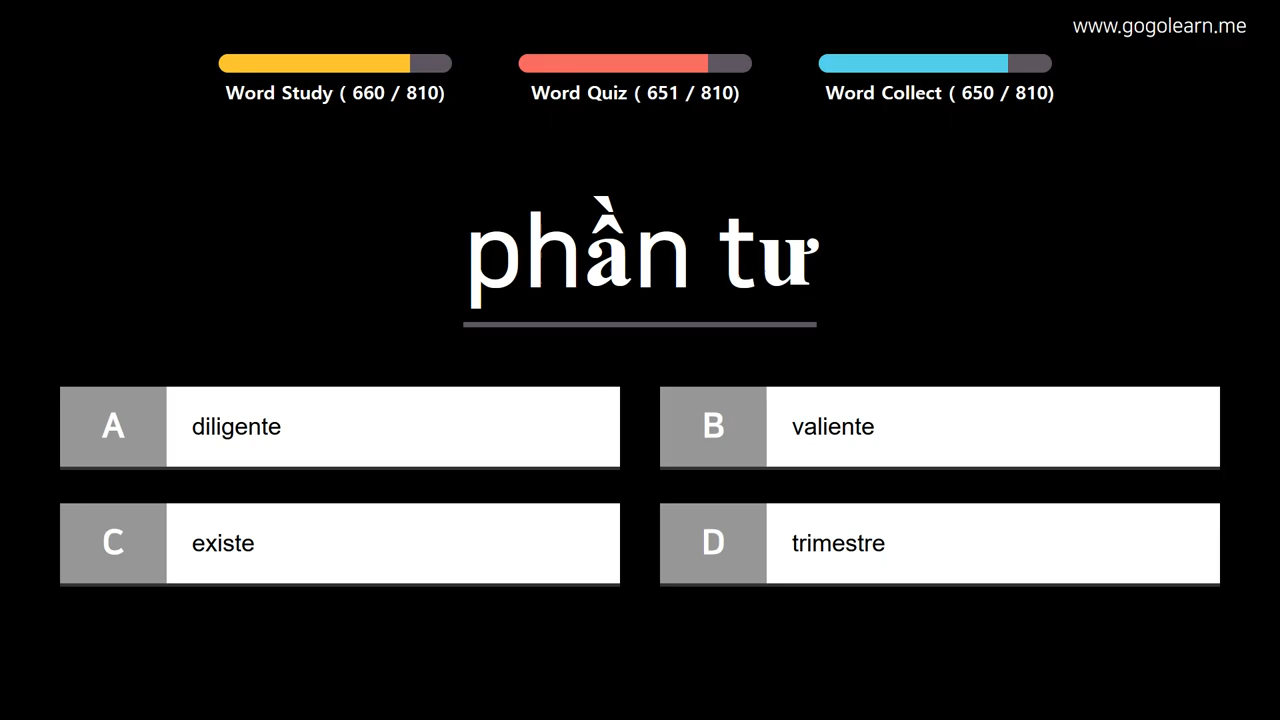 www.gogolearn.me
Word Study ( 660 / 810)
Word Quiz ( 651 / 810)
Word Collect ( 650 / 810)
phần tư
A diligente
B valiente
C existe
D trimestre